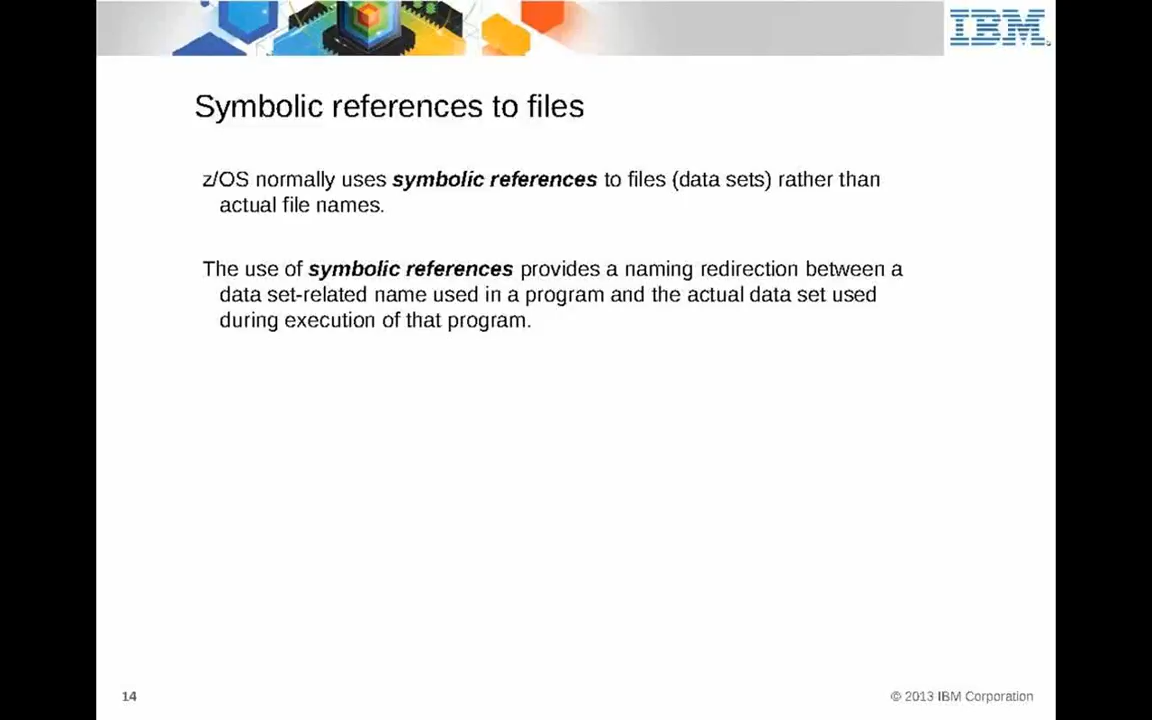 IBM
Symbolic references to files
z/OS normally uses symbolic references to files (data sets) rather than
actual file names.
The use of symbolic references provides a naming redirection between a
data set-related name used in a program and the actual data set used
during execution of that program.
14
© 2013 IBM Corporation